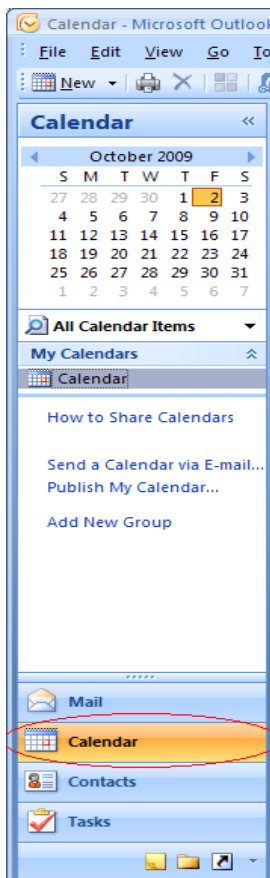 Calendar - Microsoft Outlook
File Edit View Go To
New
Calendar «
October 2009
S M T W T F S
27 28 29 30 1 2 3
4 5 6 7 8 9 10
11 12 13 14 15 16 17
18 19 20 21 22 23 24
25 26 27 28 29 30 31
1 2 3 4 5 6 7
All Calendar Items
My Calendars
Calendar
How to Share Calendars
Send a Calendar via E-mail...
Publish My Calendar...
Add New Group
Mail
Calendar
Contacts
Tasks